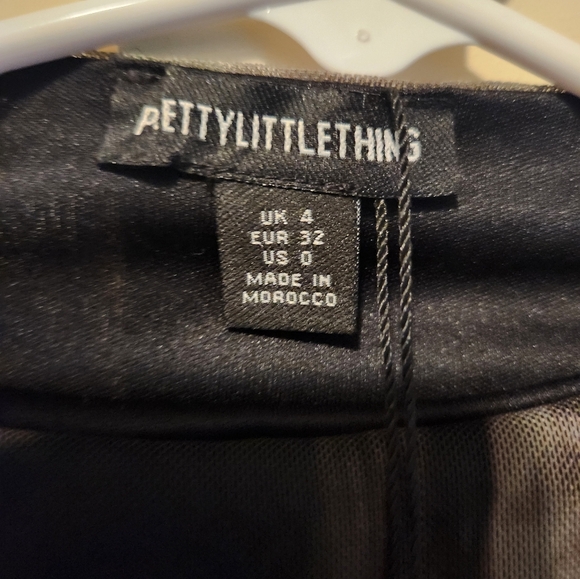 PRETTYLITTLETHING
UK 4
EUR 32
US 0
MADE IN
MOROCCO